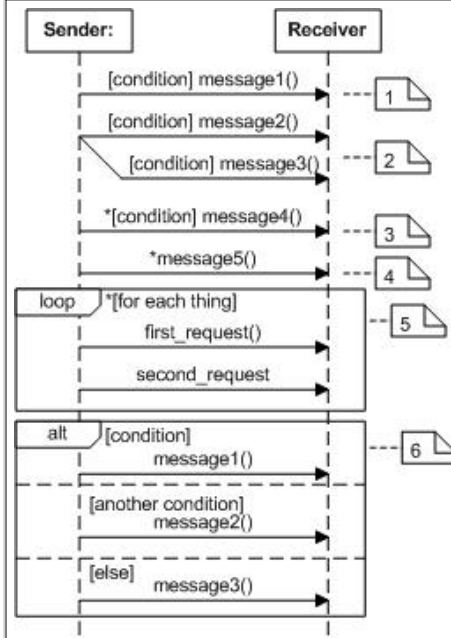 Sender:
Receiver
[condition] message1()
1
[condition] message2()
2
[condition] message3()
*[condition] message4()
3
*message5()
4
loop
*[for each thing]
5
first_request()
second_request
alt
[condition]
6
message1()
[another condition]
message2()
[else]
message3()